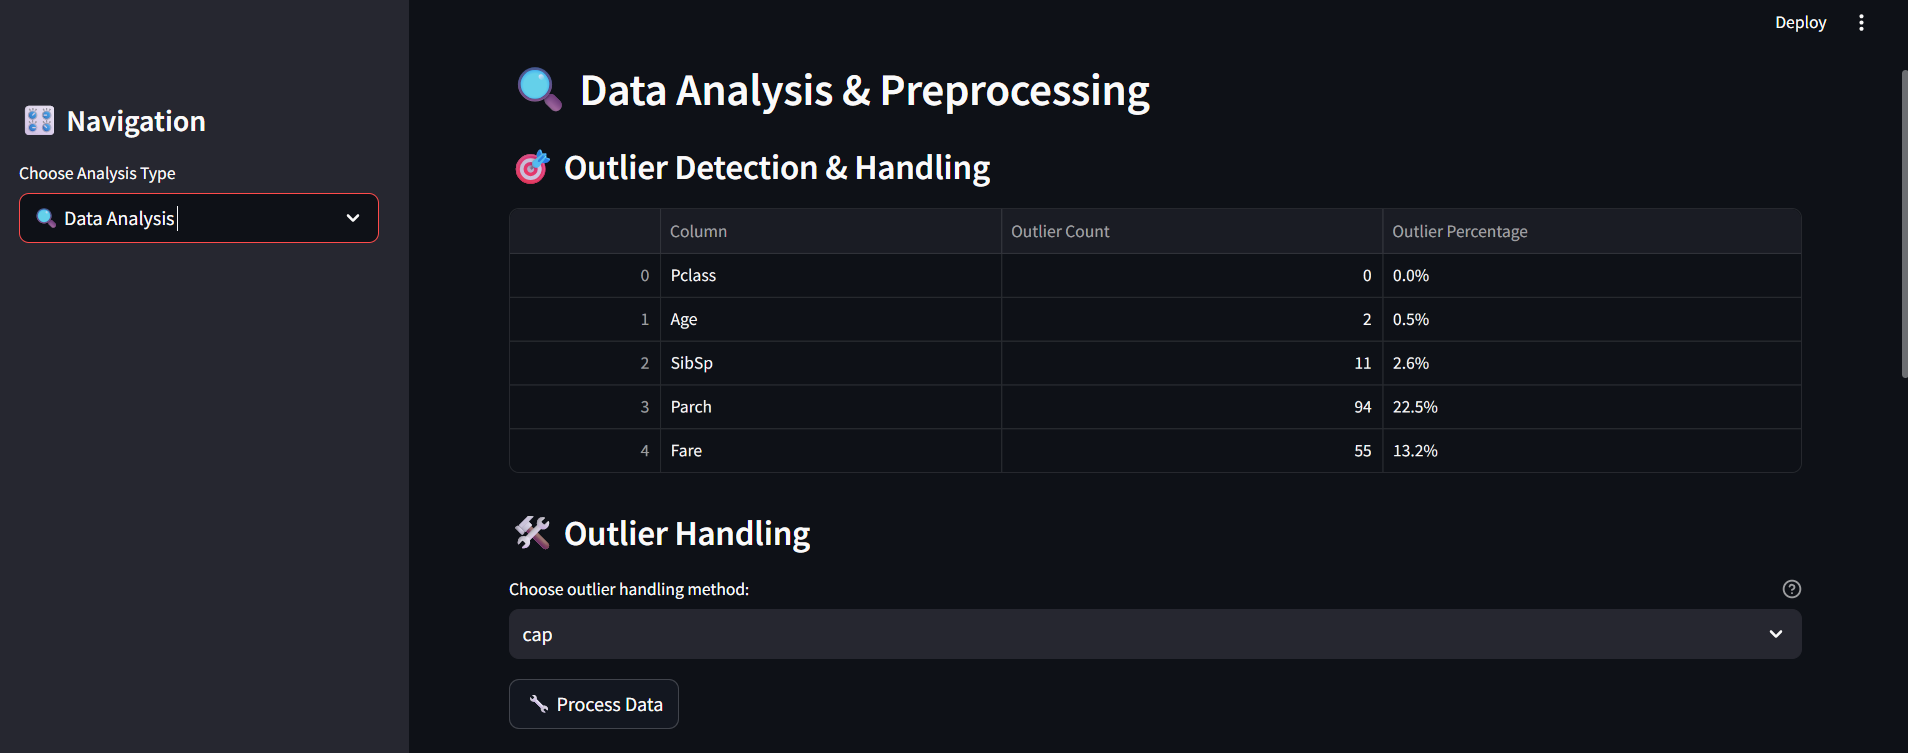 Deploy
Navigation
Choose Analysis Type
Data Analysis
Data Analysis & Preprocessing
Outlier Detection & Handling
Column Outlier Count Outlier Percentage
0 Pclass 0 0.0%
1 Age 2 0.5%
2 SibSp 11 2.6%
3 Parch 94 22.5%
4 Fare 55 13.2%
Outlier Handling
Choose outlier handling method:
cap
Process Data